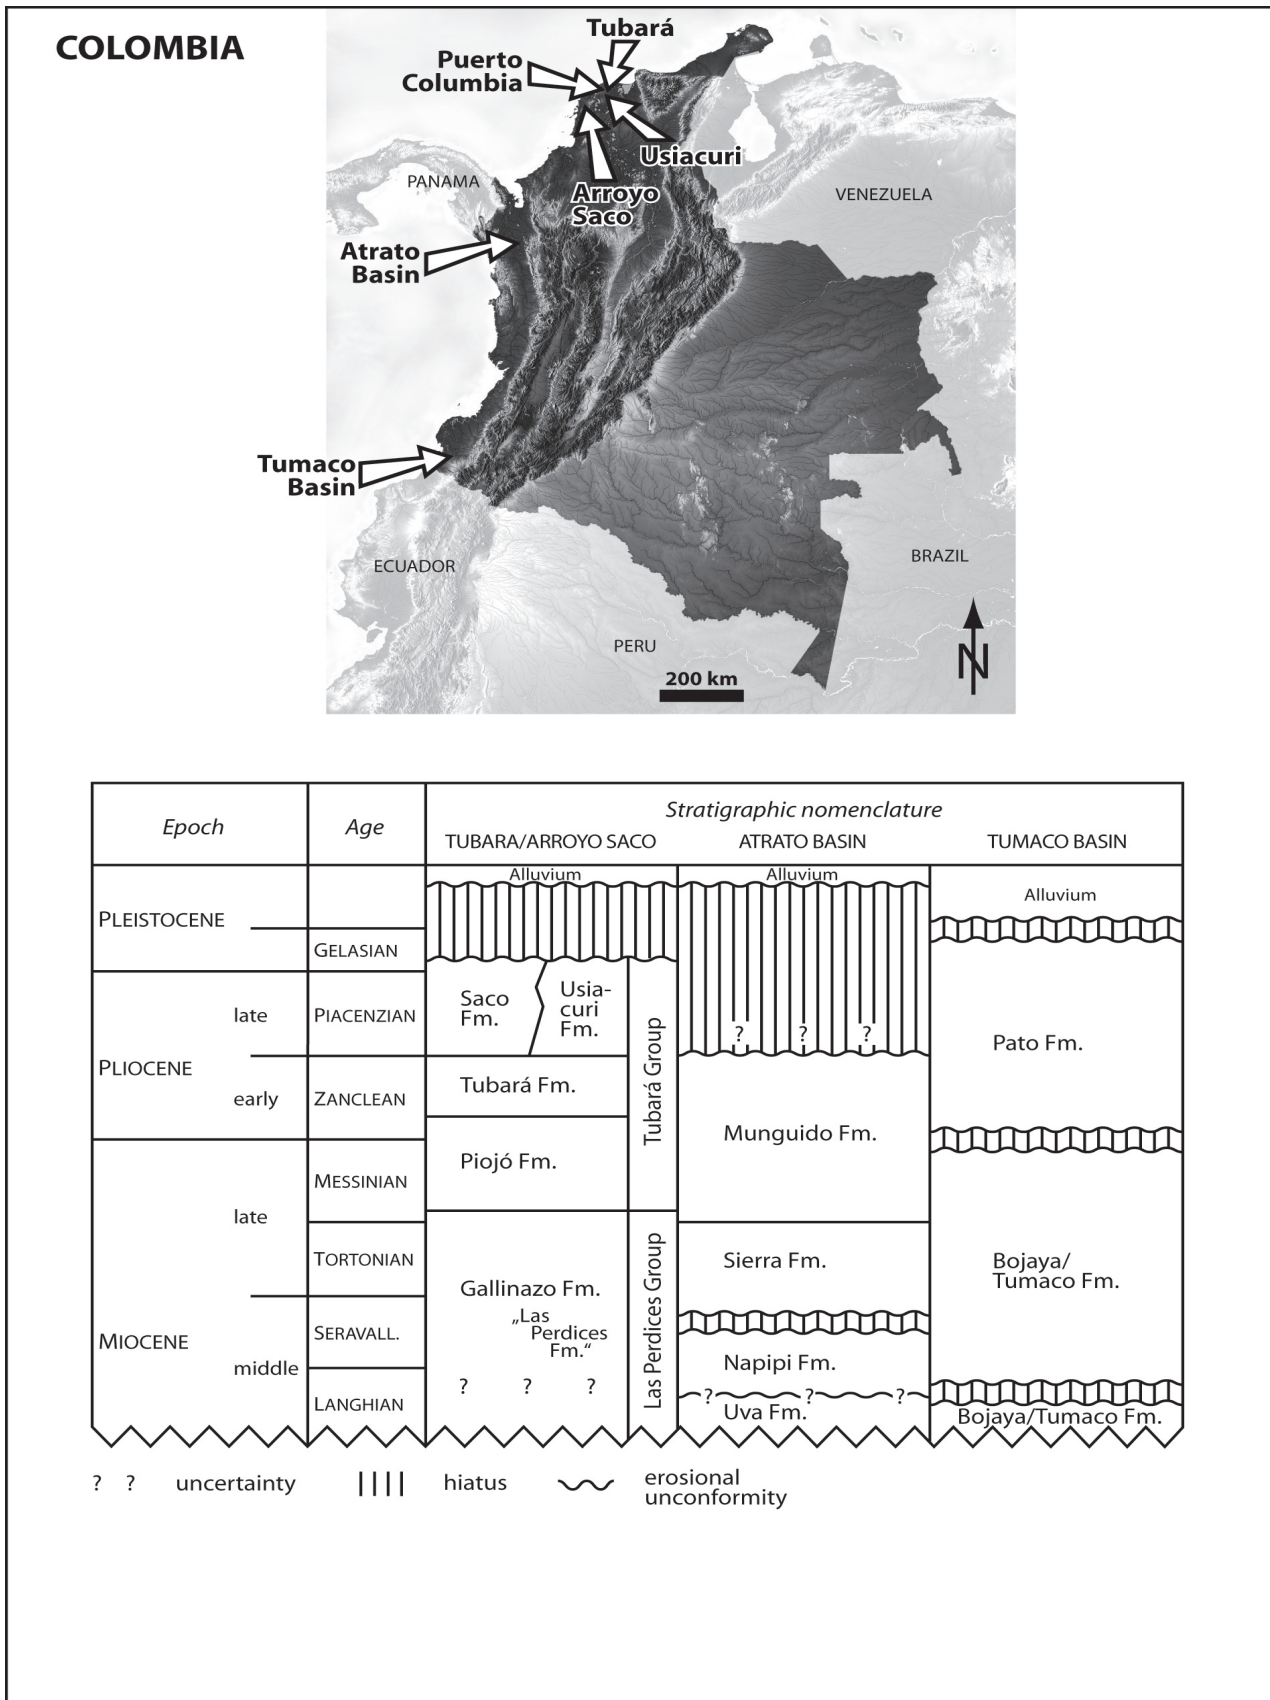 COLOMBIA
Tubará
Puerto
Columbia
Usiacuri
Arroyo
Saco
PANAMA
VENEZUELA
Atrato
Basin
Tumaco
Basin
ECUADOR
BRAZIL
PERU
N
200 km
Epoch
Age
Stratigraphic nomenclature
TUBARA/ARROYO SACO
ATRATO BASIN
TUMACO BASIN
Alluvium
Alluvium
Alluvium
PLEISTOCENE
GELASIAN
PLIOCENE
late
PIACENZIAN
early
ZANCLEAN
MIOCENE
late
MESSINIAN
TORTONIAN
middle
SERAVALL.
LANGHIAN
Saco
Fm.
Usia-
curi
Fm.
Tubará Fm.
Piojó Fm.
Tubará Group
Gallinazo Fm.
„Las
Perdices
Fm.“
? ? ?
Las Perdices Group
? ? ?
Munguido Fm.
Sierra Fm.
Napipi Fm.
? ? ?
Uva Fm.
Pato Fm.
Bojaya/
Tumaco Fm.
Bojaya/Tumaco Fm.
? ? uncertainty
hiatus
erosional
unconformity